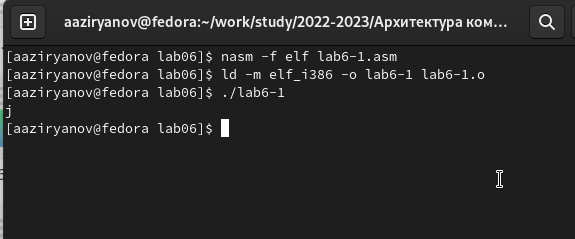 aaziryanov@fedora:~/work/study/2022-2023/Архитектура ком...
[aaziryanov@fedora lab06]$ nasm -f elf lab6-1.asm
[aaziryanov@fedora lab06]$ ld -m elf_i386 -o lab6-1 lab6-1.o
[aaziryanov@fedora lab06]$ ./lab6-1
j
[aaziryanov@fedora lab06]$